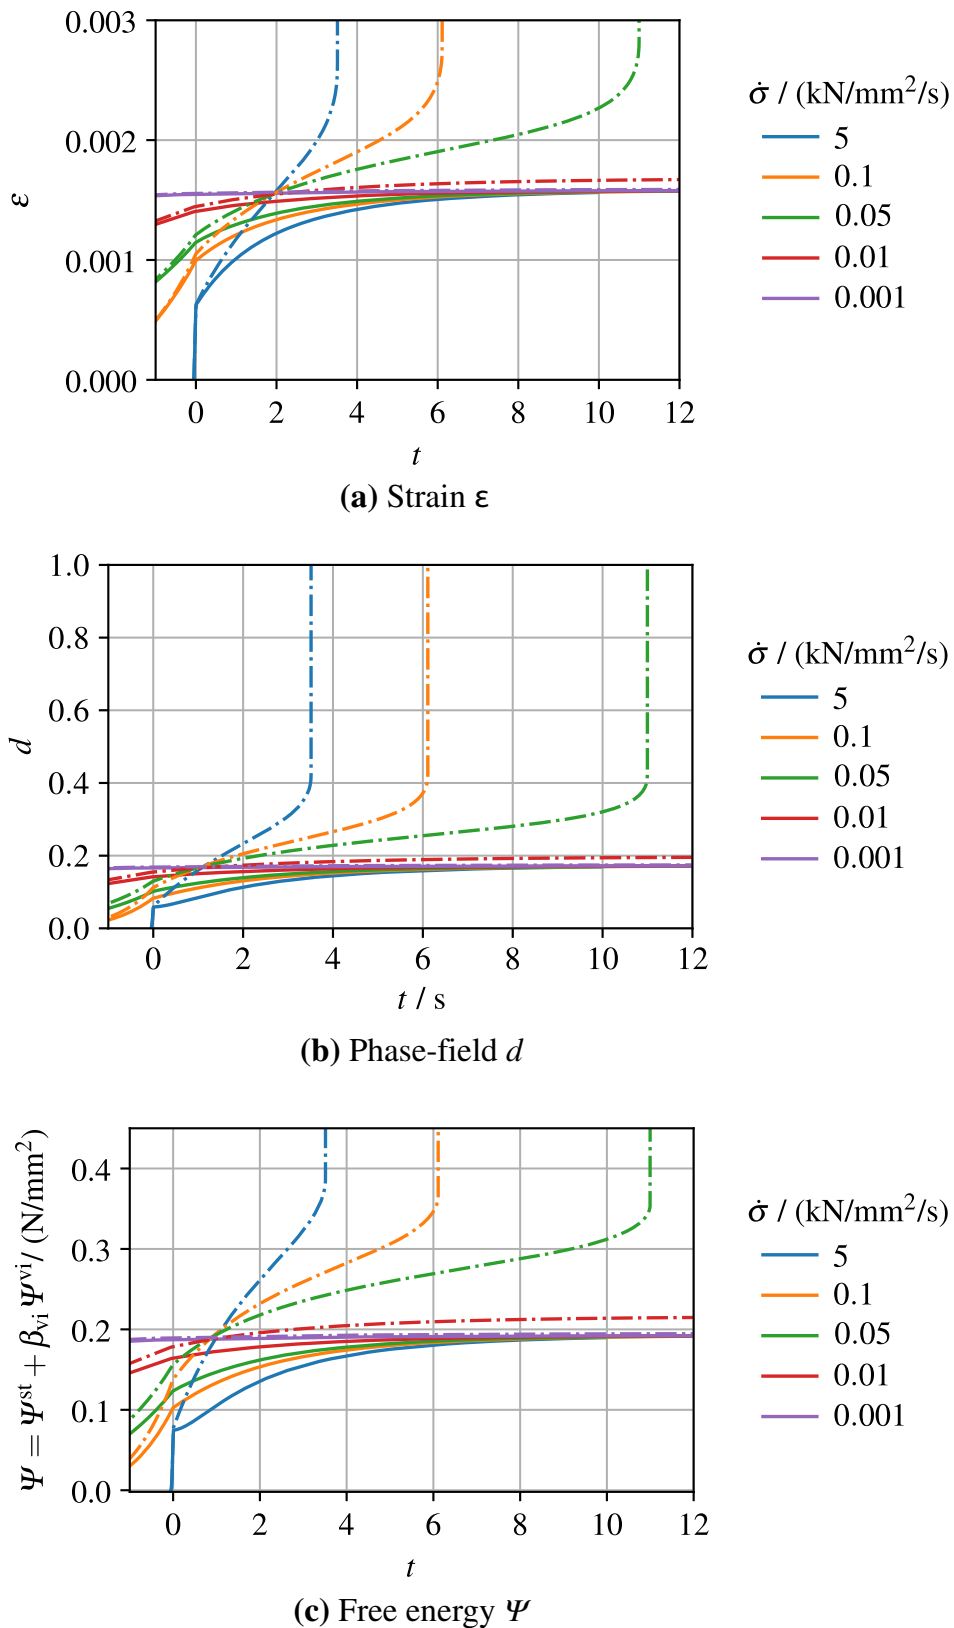 0.003
0.002
0.001
0.000
ε
0 2 4 6 8 10 12
t
σ̇ / (kN/mm²/s)
5
0.1
0.05
0.01
0.001
(a) Strain ε
1.0
0.8
0.6
0.4
0.2
0.0
d
0 2 4 6 8 10 12
t / s
σ̇ / (kN/mm²/s)
5
0.1
0.05
0.01
0.001
(b) Phase-field d
0.4
0.3
0.2
0.1
0.0
Ψ = Ψˢᵗ + β_vi Ψᵛⁱ / (N/mm²)
0 2 4 6 8 10 12
t
σ̇ / (kN/mm²/s)
5
0.1
0.05
0.01
0.001
(c) Free energy Ψ